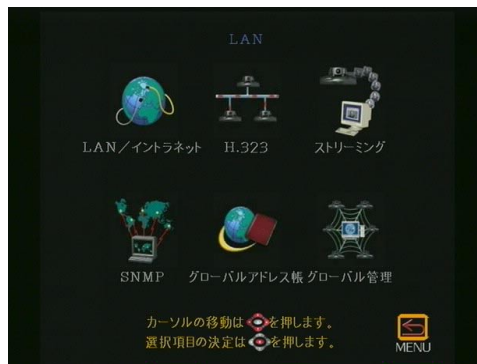 LAN
LAN／イントラネット H.323 ストリーミング
SNMP グローバルアドレス帳 グローバル管理
カーソルの移動はを押します。
選択項目の決定はを押します。
MENU